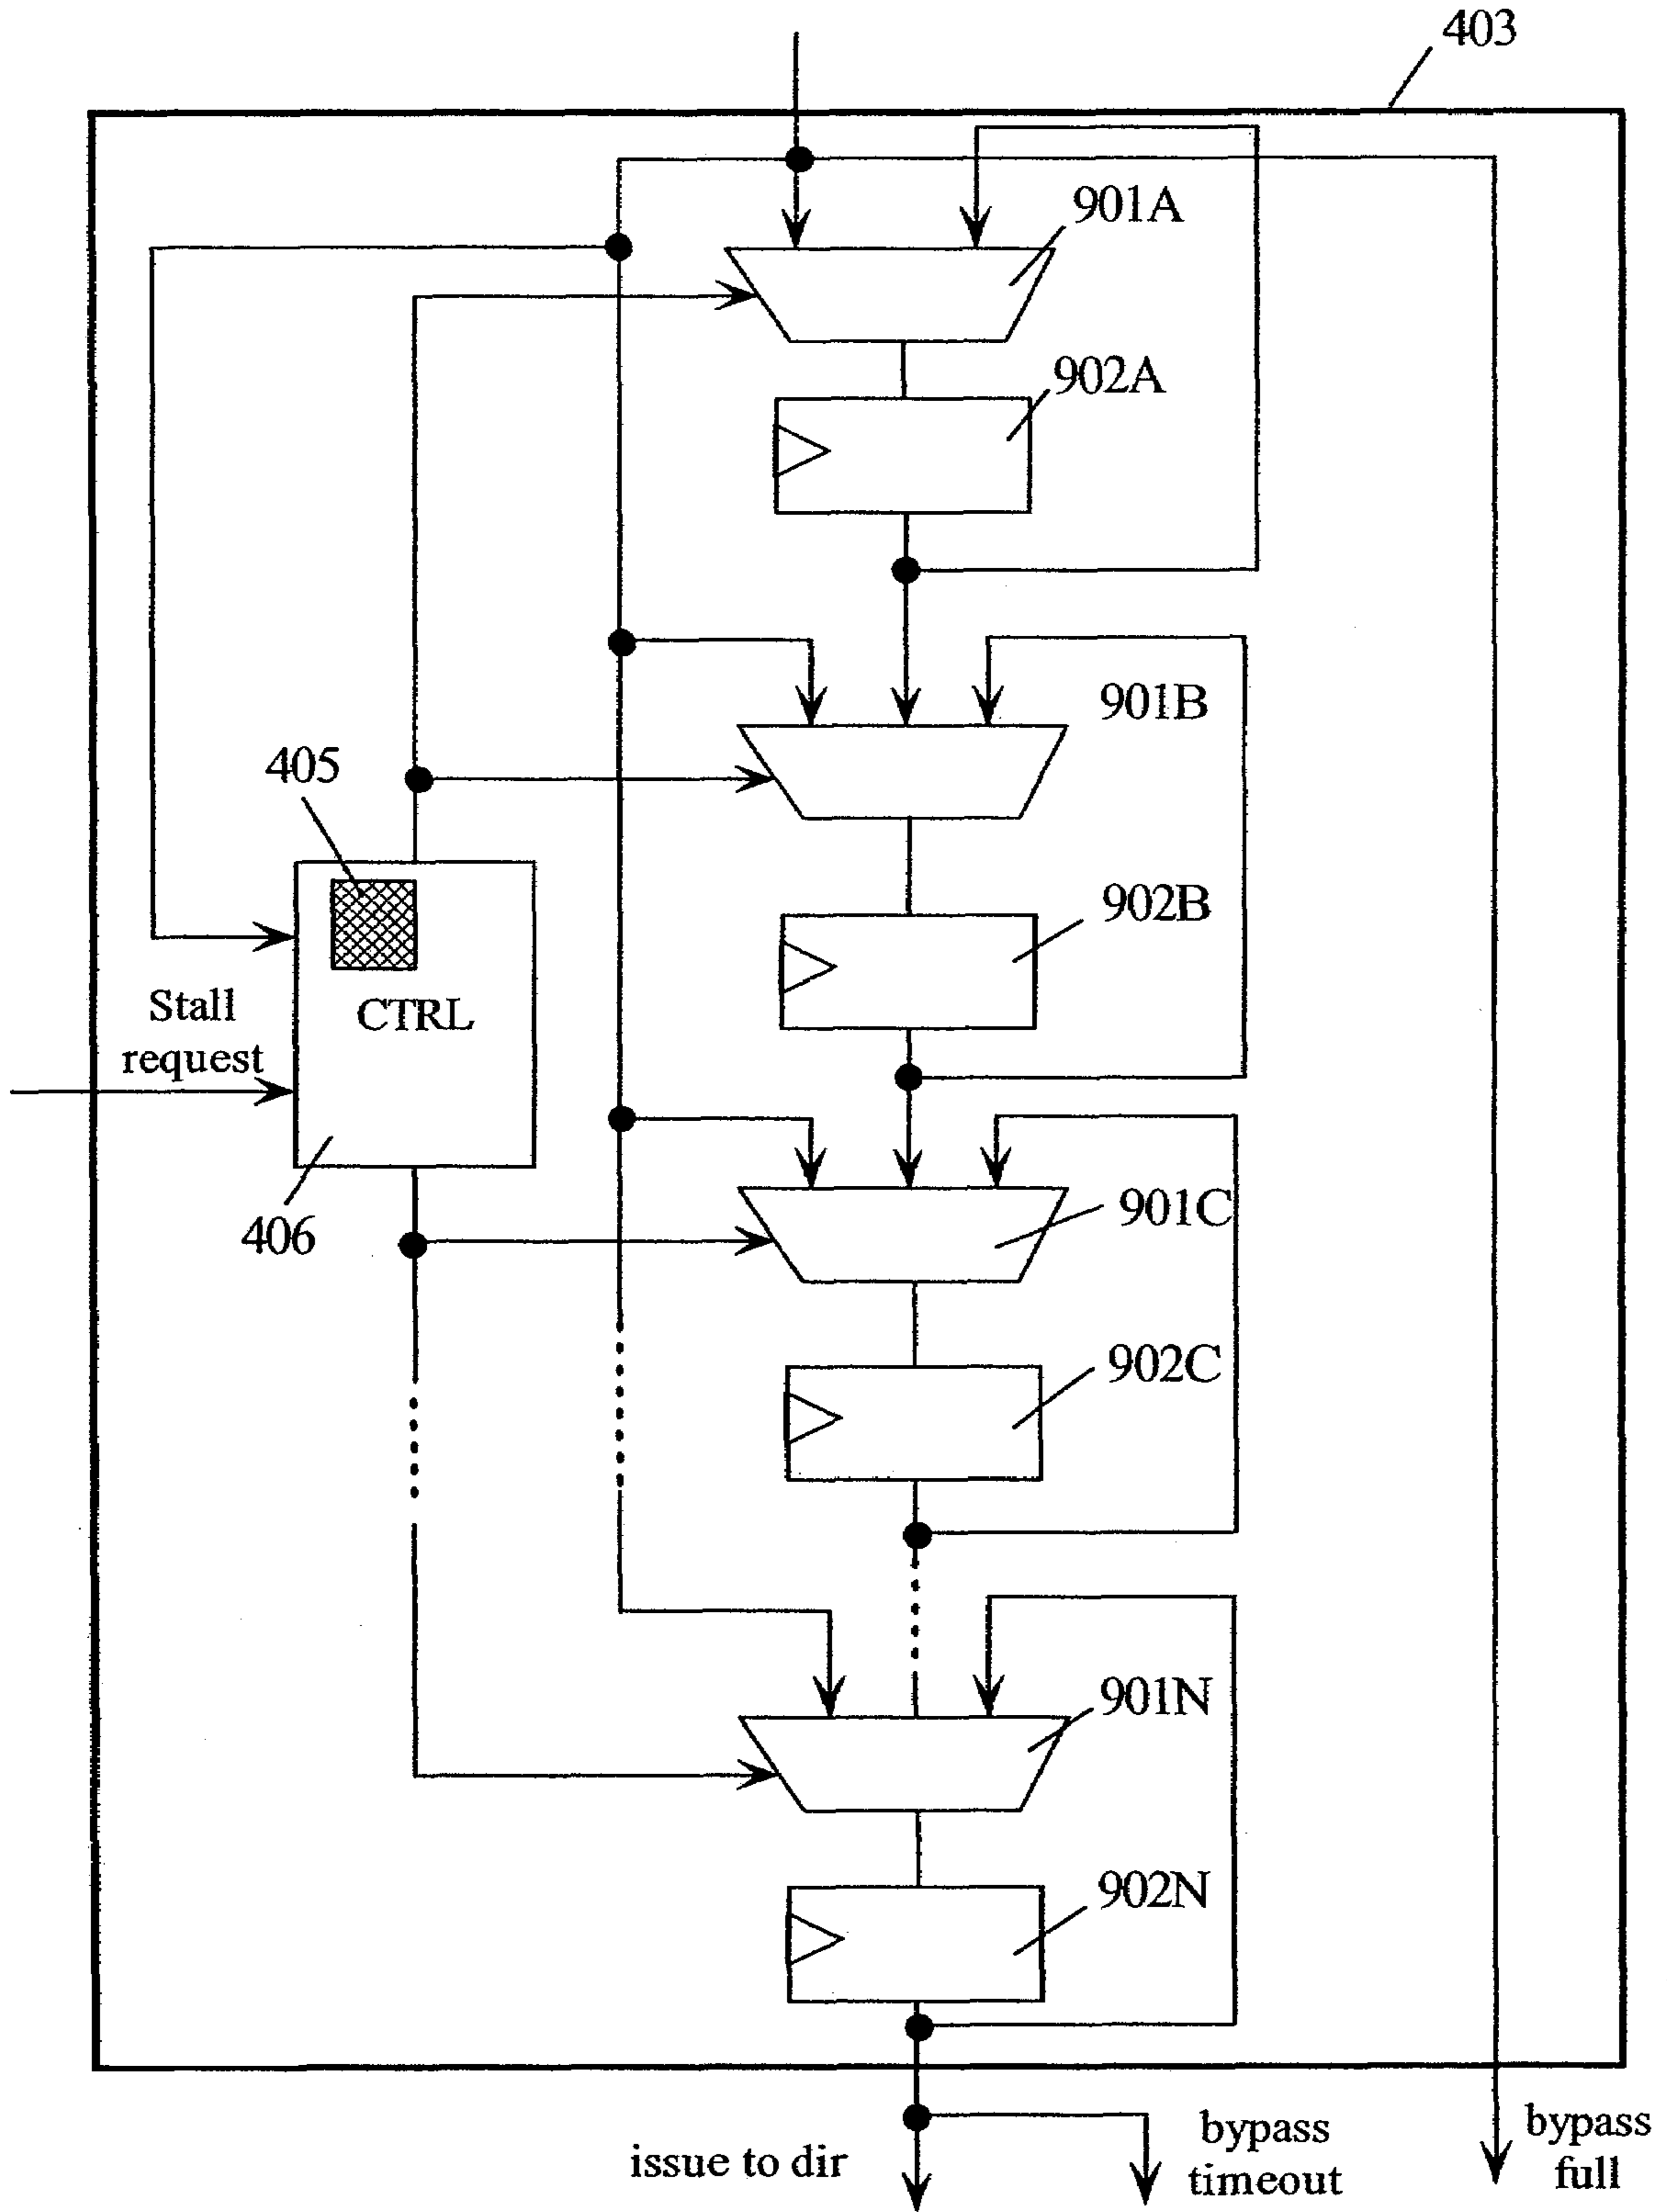 403
901A
902A
901B
405
902B
Stall
request
CTRL
901C
406
902C
901N
902N
issue to dir
bypass
timeout
bypass
full